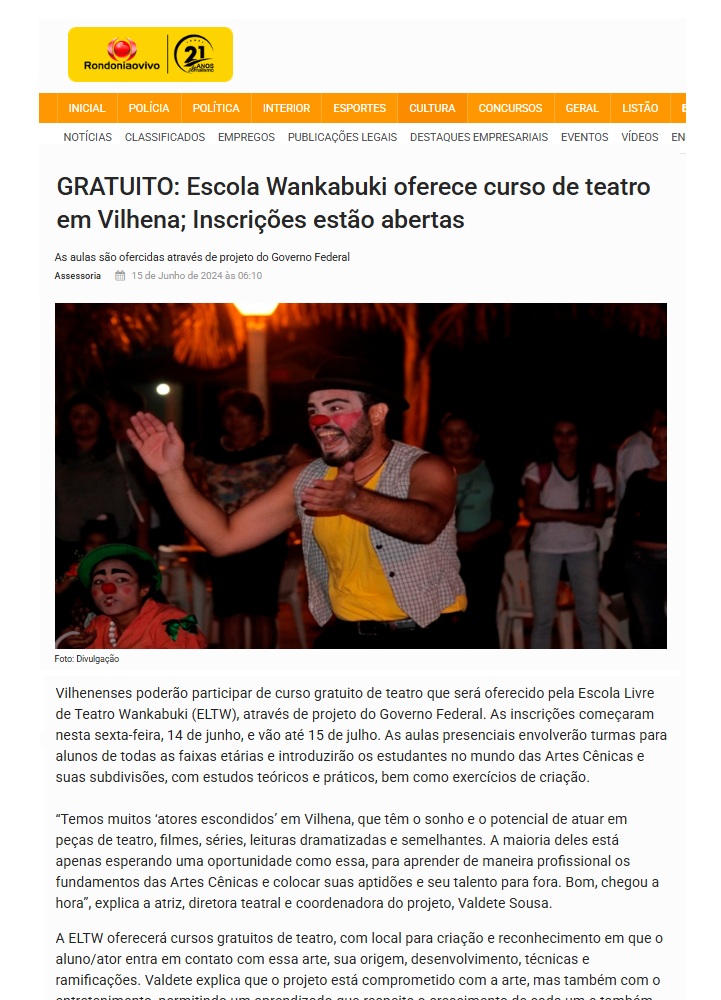 Rondoniaovivo
21
ANOS
INICIAL POLÍCIA POLÍTICA INTERIOR ESPORTES CULTURA CONCURSOS GERAL LISTÃO
NOTÍCIAS CLASSIFICADOS EMPREGOS PUBLICAÇÕES LEGAIS DESTAQUES EMPRESARIAIS EVENTOS VÍDEOS EN
GRATUITO: Escola Wankabuki oferece curso de teatro
em Vilhena; Inscrições estão abertas
As aulas são ofercidas através de projeto do Governo Federal
Assessoria 15 de Junho de 2024 às 06:10
Foto: Divulgação
Vilhenenses poderão participar de curso gratuito de teatro que será oferecido pela Escola Livre
de Teatro Wankabuki (ELTW), através de projeto do Governo Federal. As inscrições começaram
nesta sexta-feira, 14 de junho, e vão até 15 de julho. As aulas presenciais envolverão turmas para
alunos de todas as faixas etárias e introduzirão os estudantes no mundo das Artes Cênicas e
suas subdivisões, com estudos teóricos e práticos, bem como exercícios de criação.
“Temos muitos ‘atores escondidos’ em Vilhena, que têm o sonho e o potencial de atuar em
peças de teatro, filmes, séries, leituras dramatizadas e semelhantes. A maioria deles está
apenas esperando uma oportunidade como essa, para aprender de maneira profissional os
fundamentos das Artes Cênicas e colocar suas aptidões e seu talento para fora. Bom, chegou a
hora”, explica a atriz, diretora teatral e coordenadora do projeto, Valdete Sousa.
A ELTW oferecerá cursos gratuitos de teatro, com local para criação e reconhecimento em que o
aluno/ator entra em contato com essa arte, sua origem, desenvolvimento, técnicas e
ramificações. Valdete explica que o projeto está comprometido com a arte, mas também com o